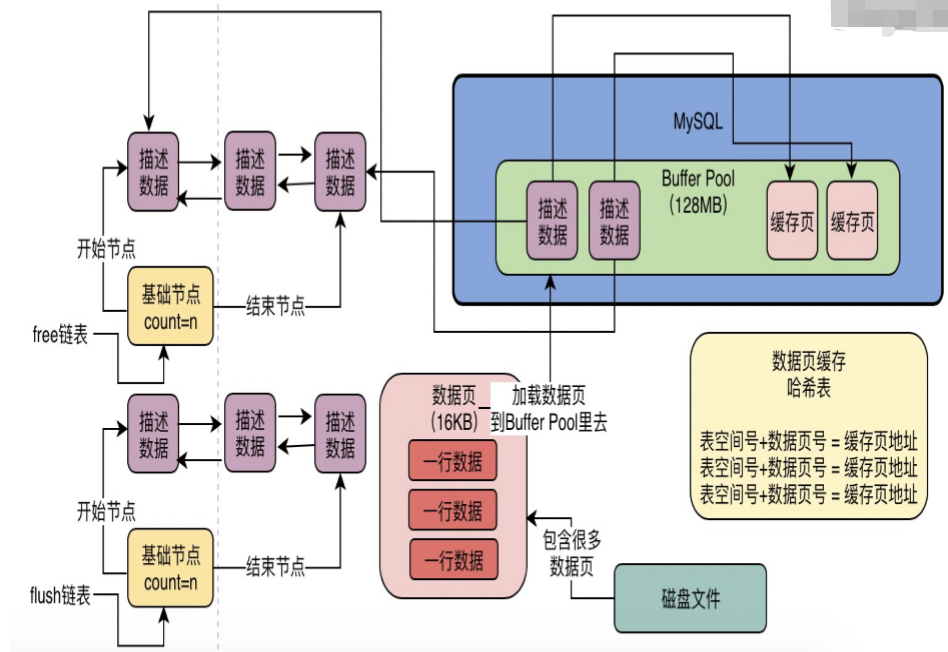 MySQL
Buffer Pool
(128MB)
描述
数据
描述
数据
缓存页
缓存页
描述
数据
描述
数据
描述
数据
开始节点
基础节点
count=n
结束节点
free链表
描述
数据
描述
数据
描述
数据
开始节点
基础节点
count=n
结束节点
flush链表
数据页
(16KB)
一行数据
一行数据
一行数据
加载数据页
到Buffer Pool里去
包含很多
数据页
磁盘文件
数据页缓存
哈希表
表空间号+数据页号 = 缓存页地址
表空间号+数据页号 = 缓存页地址
表空间号+数据页号 = 缓存页地址